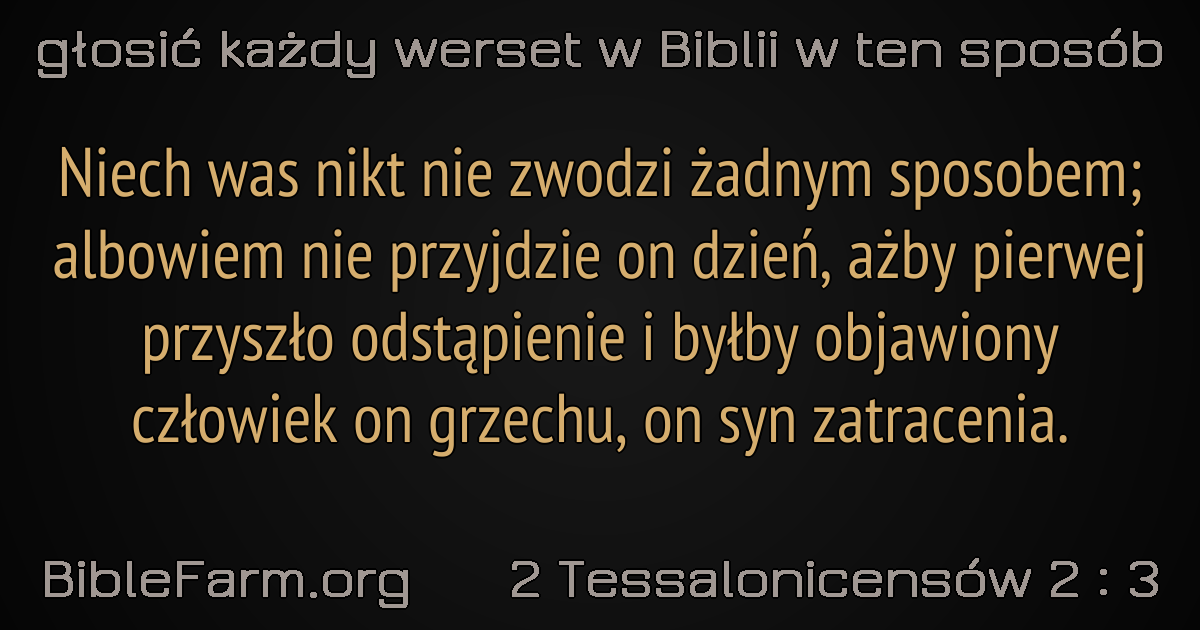 głosić każdy werset w Biblii w ten sposób
Niech was nikt nie zwodzi żadnym sposobem;
albowiem nie przyjdzie on dzień, ażby pierwej
przyszło odstąpienie i byłby objawiony
człowiek on grzechu, on syn zatracenia.
BibleFarm.org 2 Tessalonicensów 2 : 3